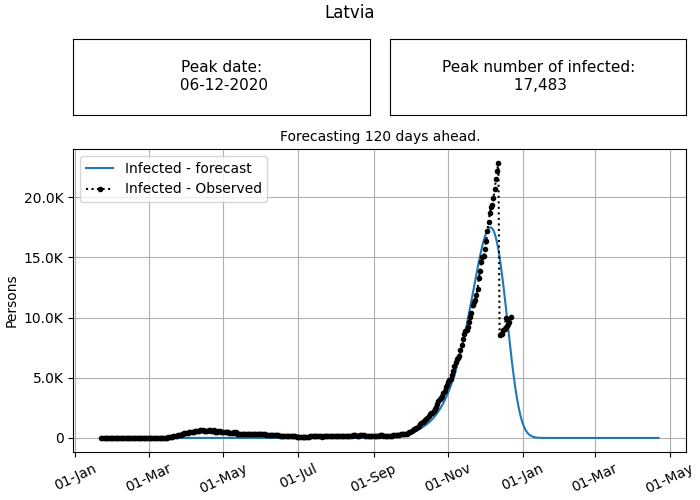 Latvia
Peak date:
06-12-2020
Peak number of infected:
17,483
Forecasting 120 days ahead.
Infected - forecast
Infected - Observed
20.0K
15.0K
10.0K
5.0K
0
Persons
01-Jan
01-Mar
01-May
01-Jul
01-Sep
01-Nov
01-Jan
01-Mar
01-May